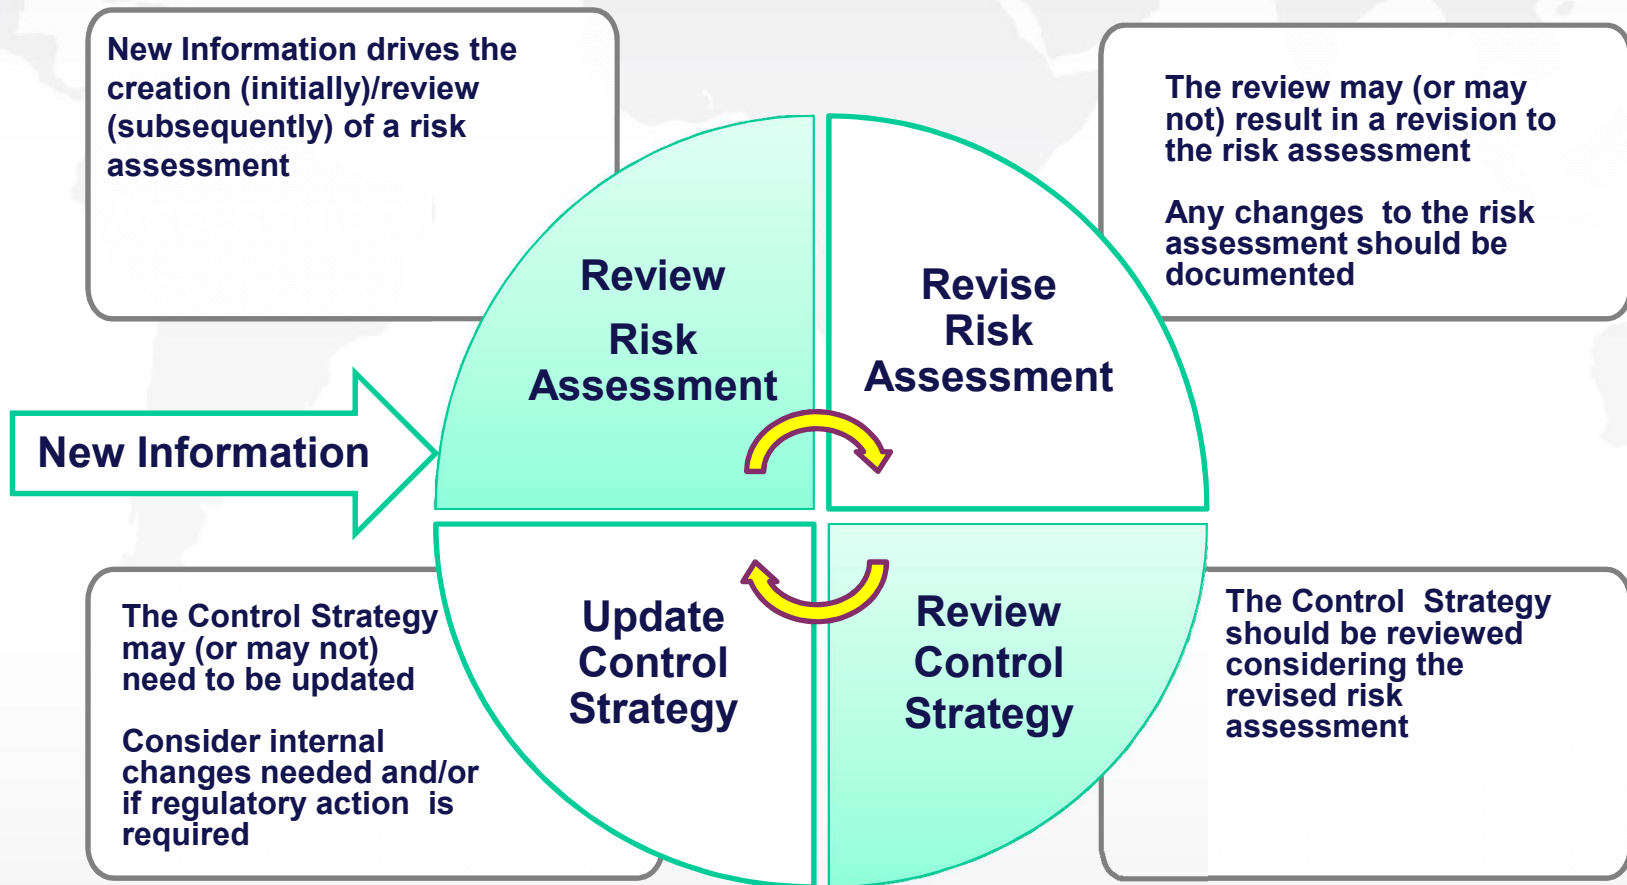 New Information drives the
creation (initially)/review
(subsequently) of a risk
assessment
The review may (or may
not) result in a revision to
the risk assessment
Any changes to the risk
assessment should be
documented
Review
Risk
Assessment
Revise
Risk
Assessment
New Information
Update
Control
Strategy
Review
Control
Strategy
The Control Strategy
may (or may not)
need to be updated
Consider internal
changes needed and/or
if regulatory action is
required
The Control Strategy
should be reviewed
considering the
revised risk
assessment